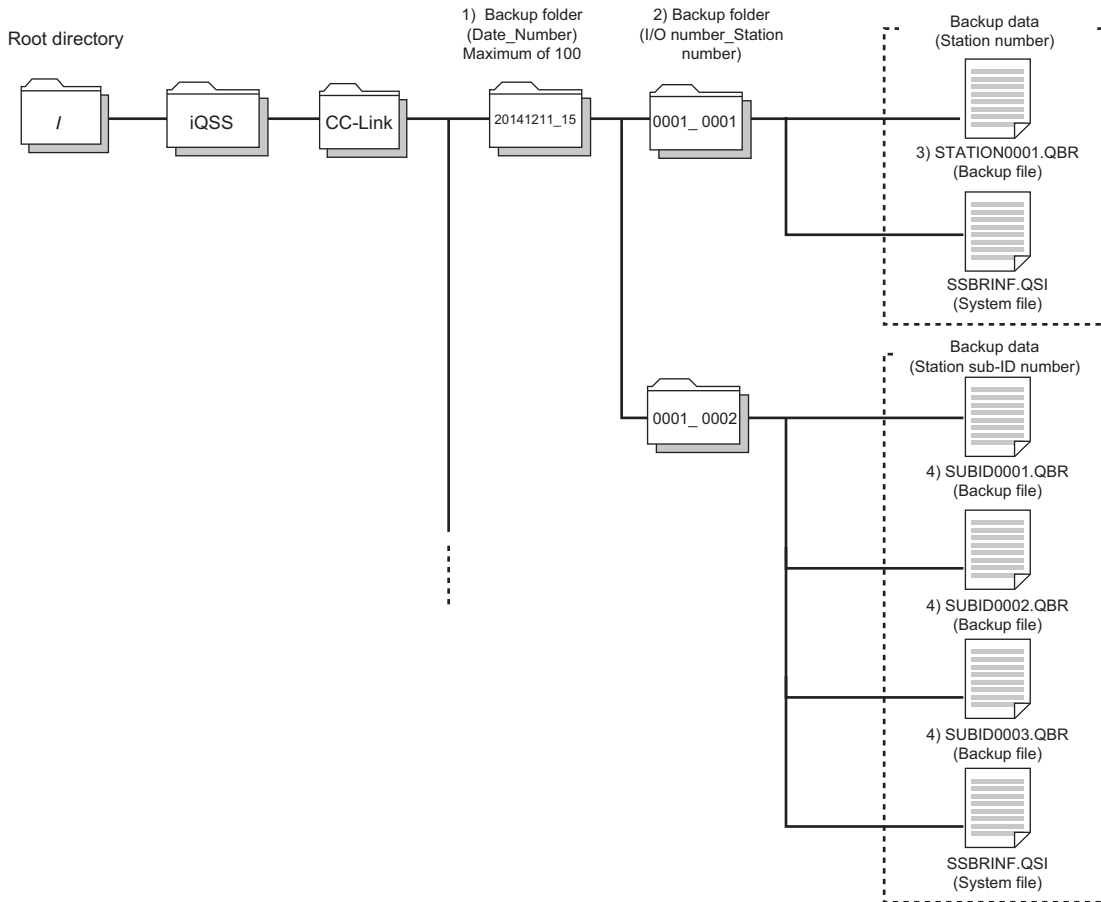 Root directory
1) Backup folder
(Date_Number)
Maximum of 100
2) Backup folder
(I/O number_Station
number)
Backup data
(Station number)
/
iQSS
CC-Link
20141211_15
0001_ 0001
3) STATION0001.QBR
(Backup file)
SSBRINF.QSI
(System file)
Backup data
(Station sub-ID number)
0001_ 0002
4) SUBID0001.QBR
(Backup file)
4) SUBID0002.QBR
(Backup file)
4) SUBID0003.QBR
(Backup file)
SSBRINF.QSI
(System file)